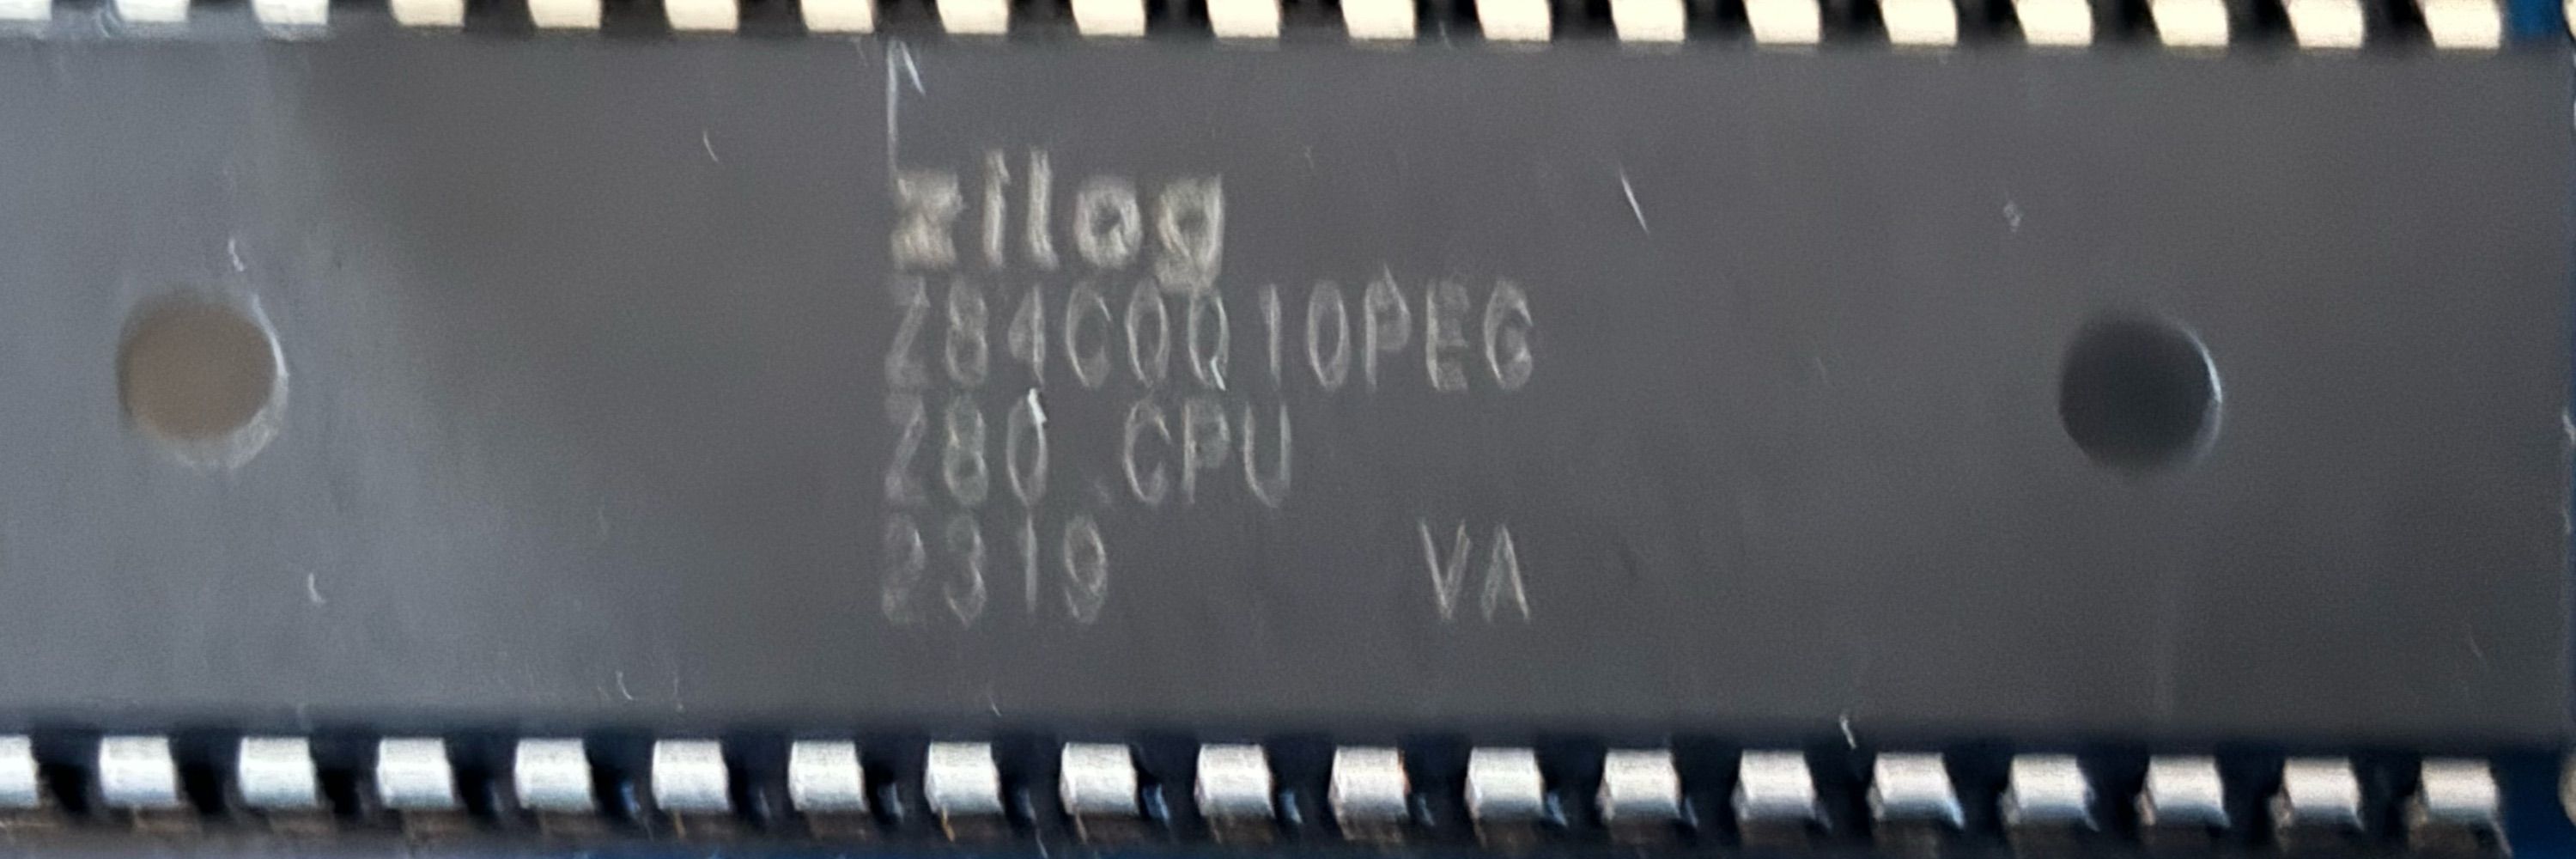 zilog
Z84C0010PEG
Z80 CPU
2319 VA